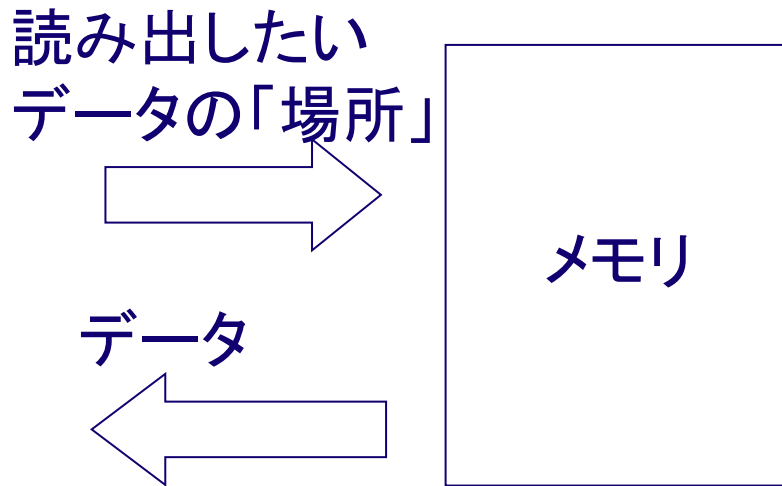 読み出したい
データの「場所」
メモリ
データ